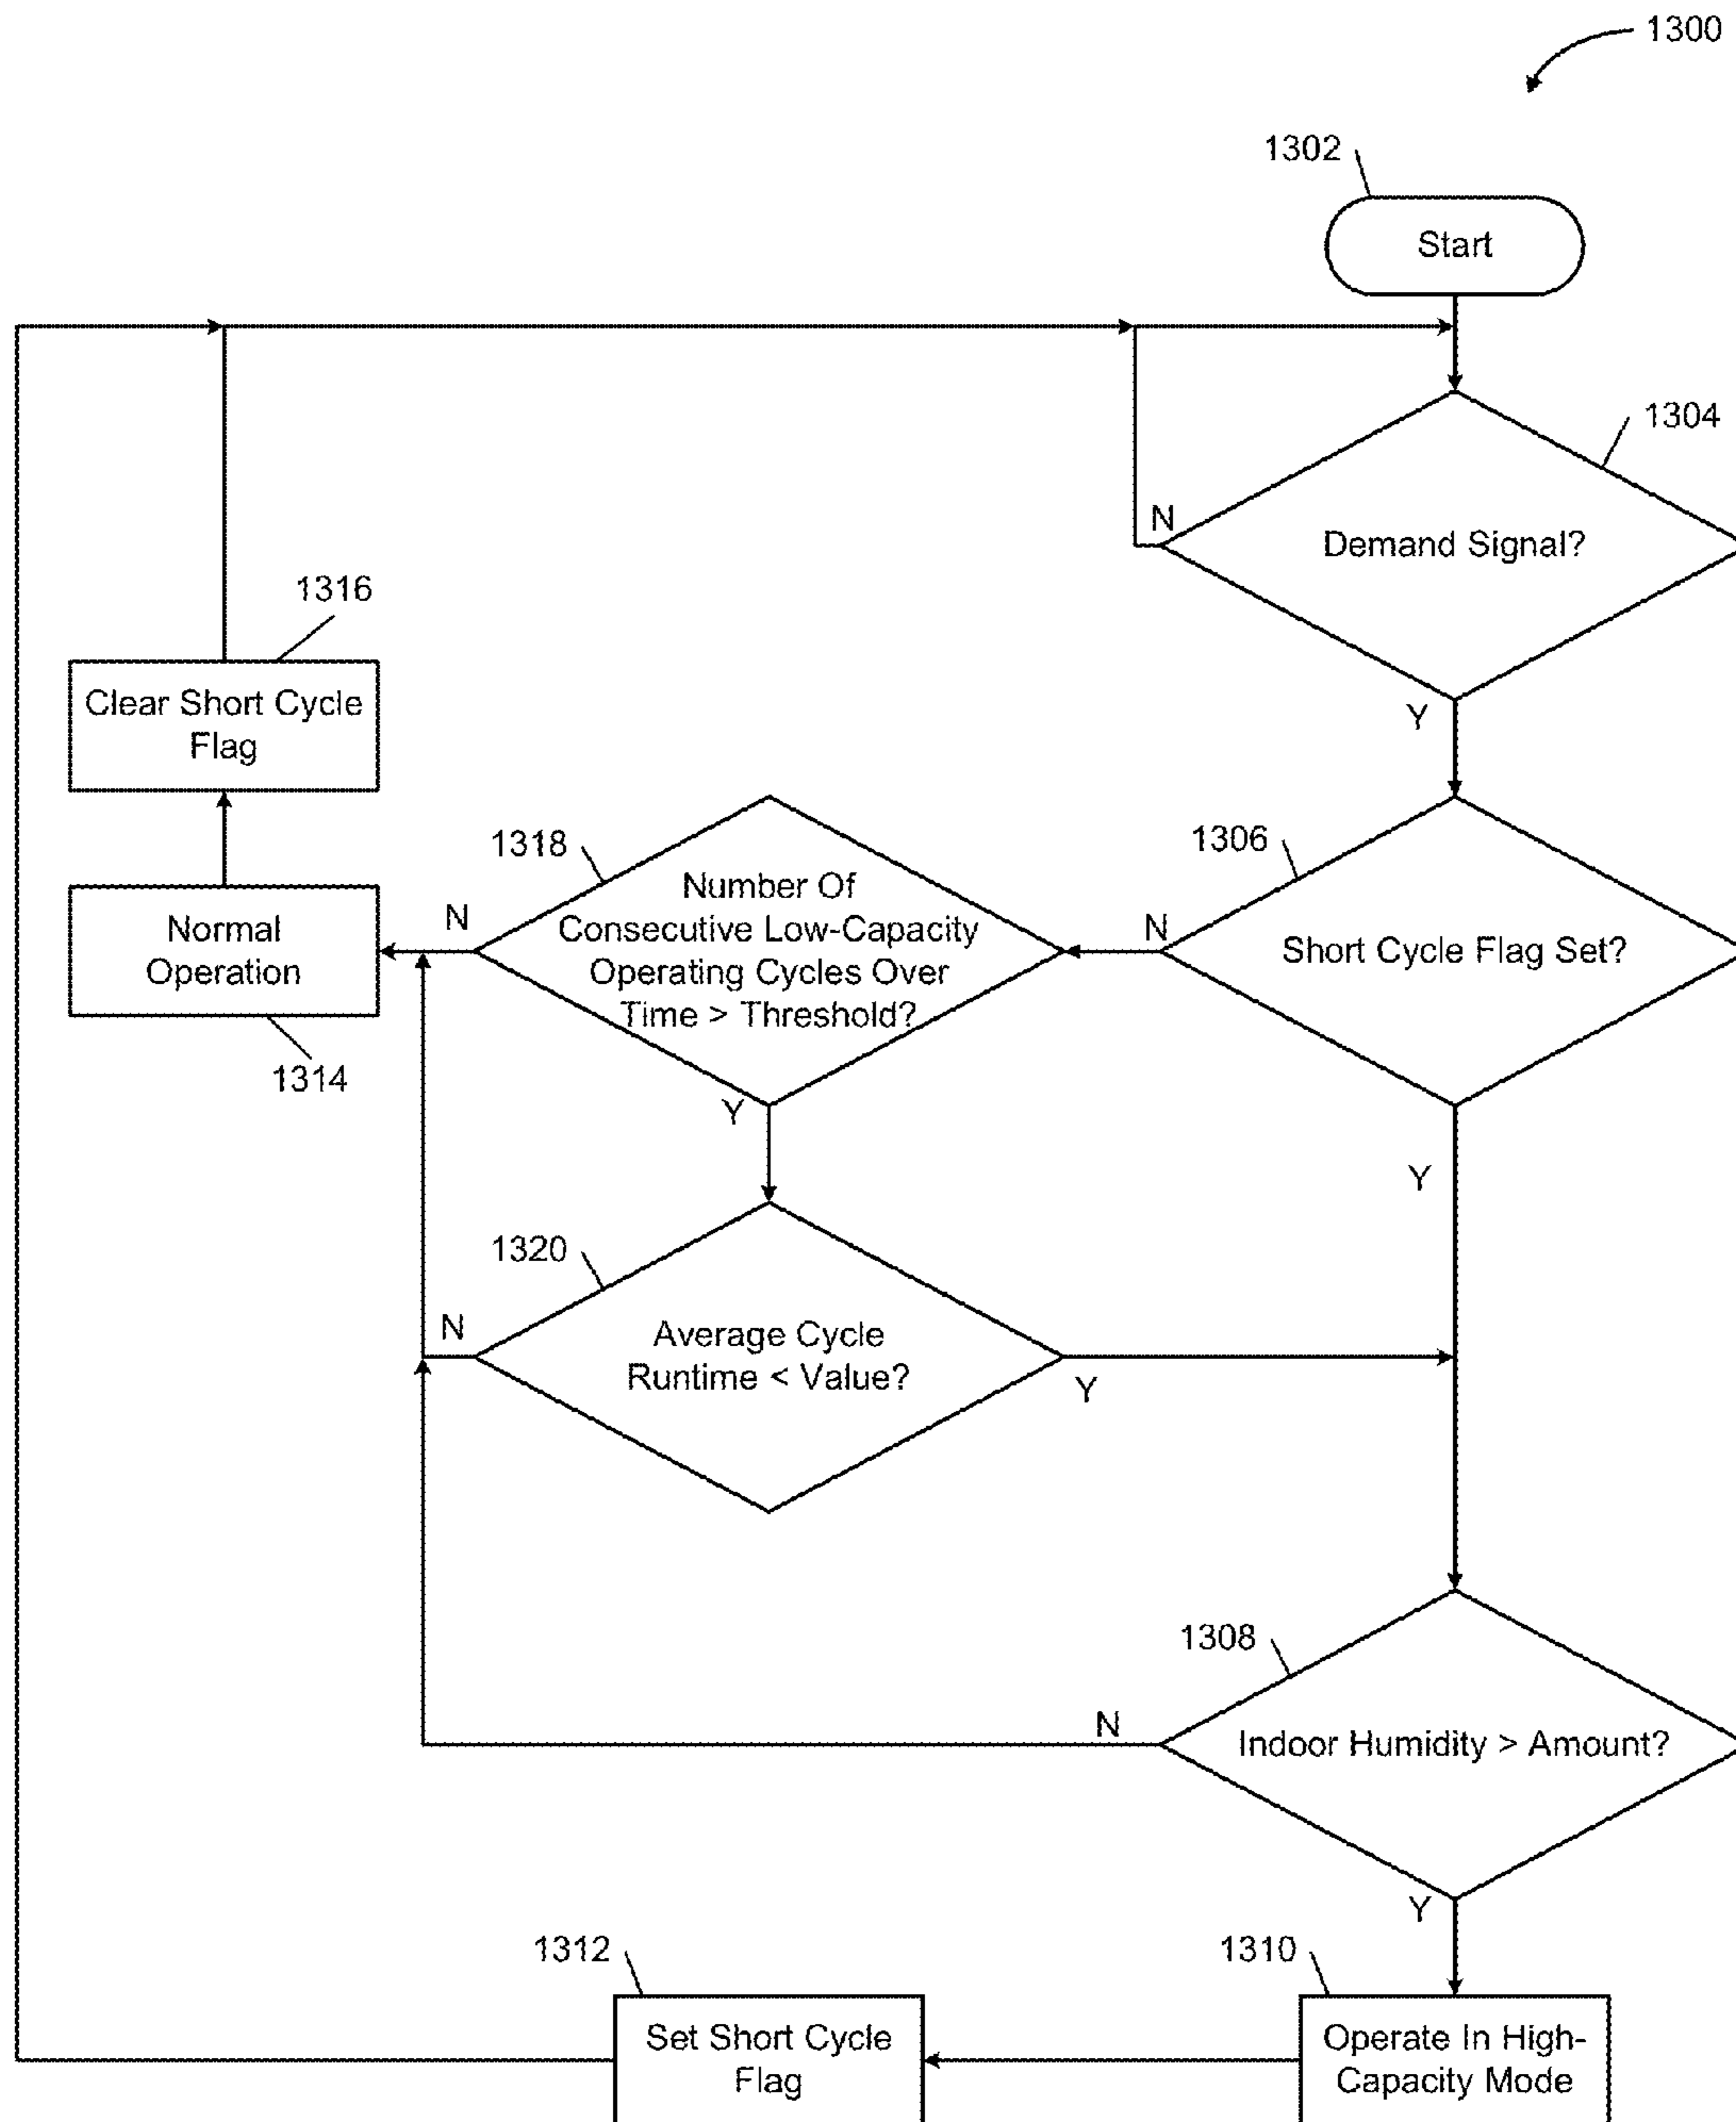 1300
1302
Start
1304
N
Demand Signal?
Y
1316
Clear Short Cycle
Flag
1318
1306
Number Of
Consecutive Low-Capacity
Operating Cycles Over
Time > Threshold?
N
N
Short Cycle Flag Set?
Normal
Operation
1314
Y
Y
1320
N
Average Cycle
Runtime < Value?
Y
1308
N
Indoor Humidity > Amount?
Y
1312
1310
Set Short Cycle
Flag
Operate In High-
Capacity Mode